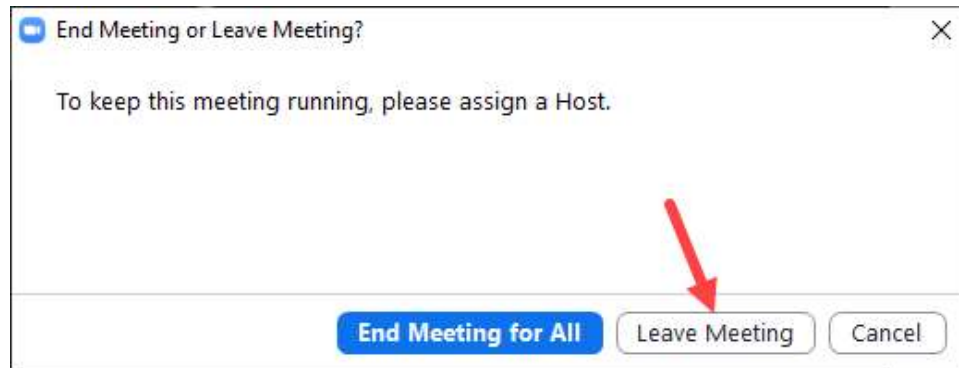 End Meeting or Leave Meeting?
To keep this meeting running, please assign a Host.
End Meeting for All Leave Meeting Cancel